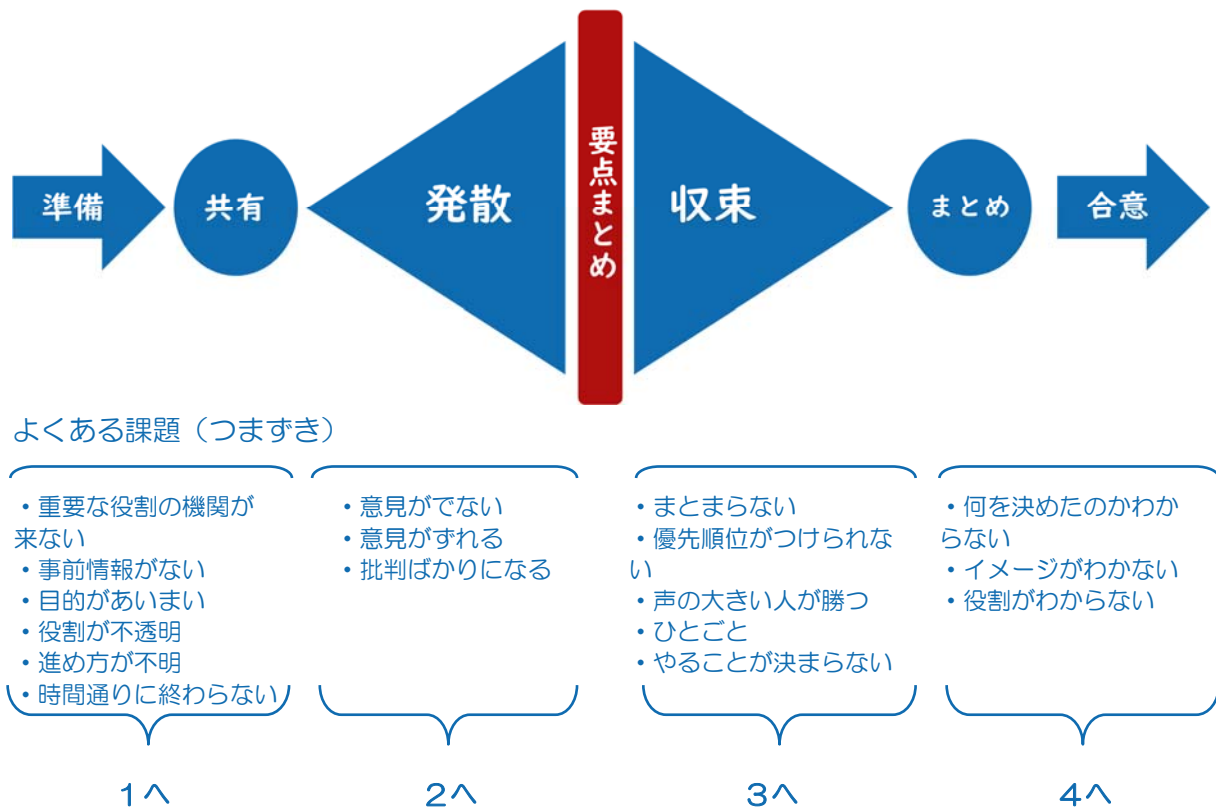 準備
共有
発散
要点まとめ
収束
まとめ
合意
よくある課題（つまずき）
・重要な役割の機関が
来ない
・事前情報がない
・目的があいまい
・役割が不透明
・進め方が不明
・時間通りに終わらない
1へ
・意見がでない
・意見がずれる
・批判ばかりになる
2へ
・まとまらない
・優先順位がつけられな
い
・声の大きい人が勝つ
・ひとごと
・やることが決まらない
3へ
・何を決めたのかわか
らない
・イメージがわかない
・役割がわからない
4へ